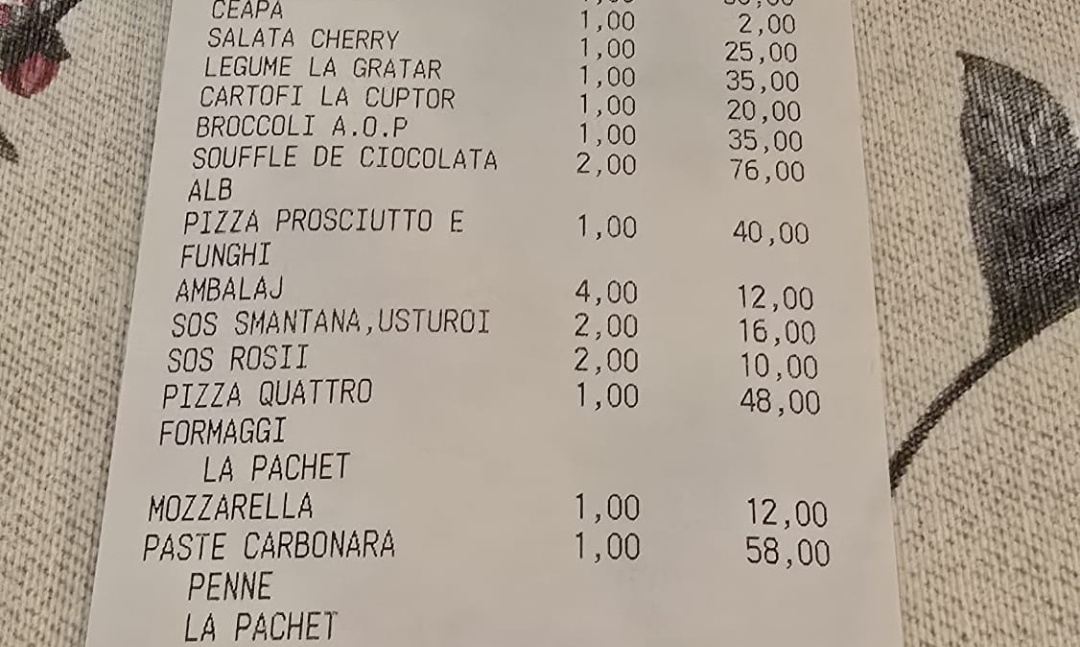 CEAPA 1,00 2,00
SALATA CHERRY 1,00 25,00
LEGUME LA GRATAR 1,00 35,00
CARTOFI LA CUPTOR 1,00 20,00
BROCCOLI A.O.P 1,00 35,00
SOUFFLE DE CIOCOLATA 2,00 76,00
ALB
PIZZA PROSCIUTTO E 1,00 40,00
FUNGHI
AMBALAJ 4,00 12,00
SOS SMANTANA,USTUROI 2,00 16,00
SOS ROSII 2,00 10,00
PIZZA QUATTRO 1,00 48,00
FORMAGGI
LA PACHET
MOZZARELLA 1,00 12,00
PASTE CARBONARA 1,00 58,00
PENNE
LA PACHET